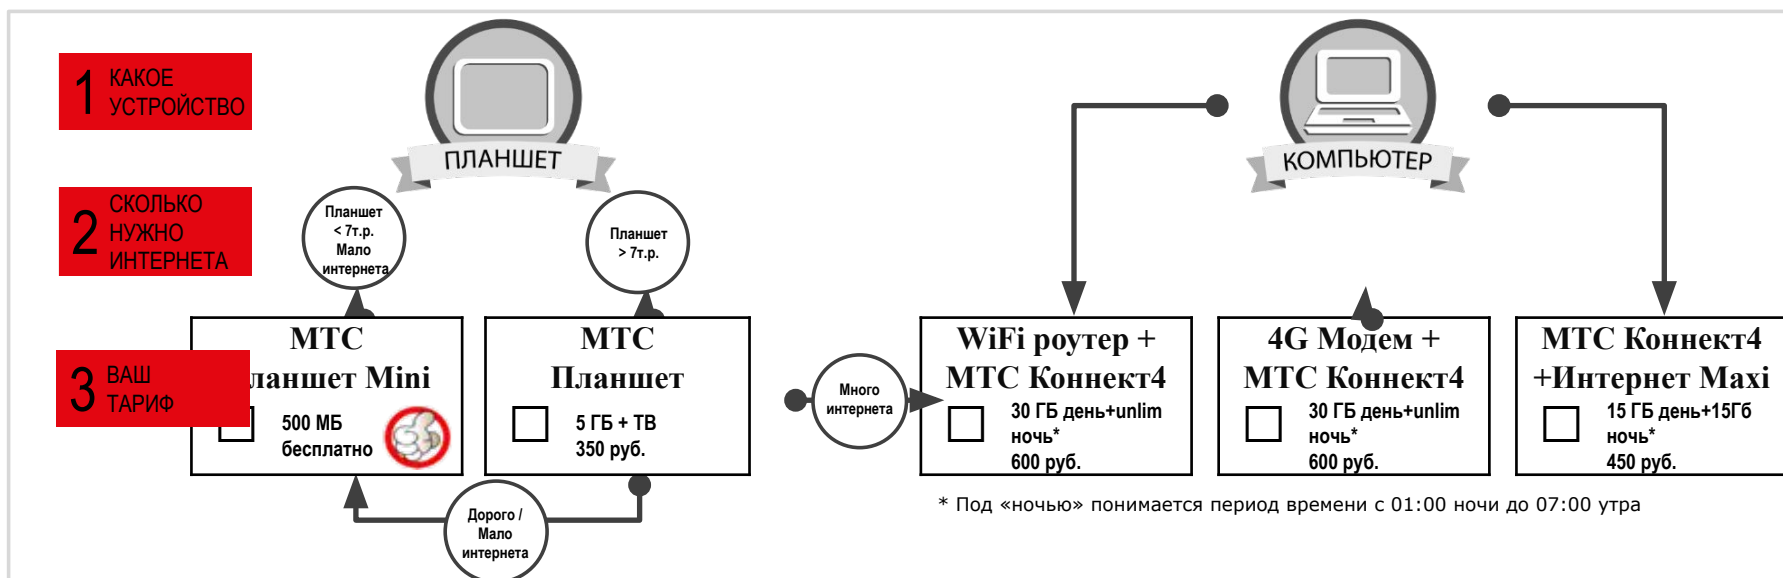 1 КАКОЕ
УСТРОЙСТВО
ПЛАНШЕТ
КОМПЬЮТЕР
2 СКОЛЬКО
НУЖНО
ИНТЕРНЕТА
Планшет
< 7т.р.
Мало
интернета
Планшет
> 7т.р.
3 ВАШ
ТАРИФ
МТС
ланшет Mini
500 МБ
бесплатно
МТС
Планшет
5 ГБ + ТВ
350 руб.
Дорого /
Мало
интернета
Много
интернета
WiFi роутер +
МТС Коннект4
30 ГБ день+unlim
ночь*
600 руб.
4G Модем +
МТС Коннект4
30 ГБ день+unlim
ночь*
600 руб.
МТС Коннект4
+Интернет Maxi
15 ГБ день+15Гб
ночь*
450 руб.
* Под «ночью» понимается период времени с 01:00 ночи до 07:00 утра